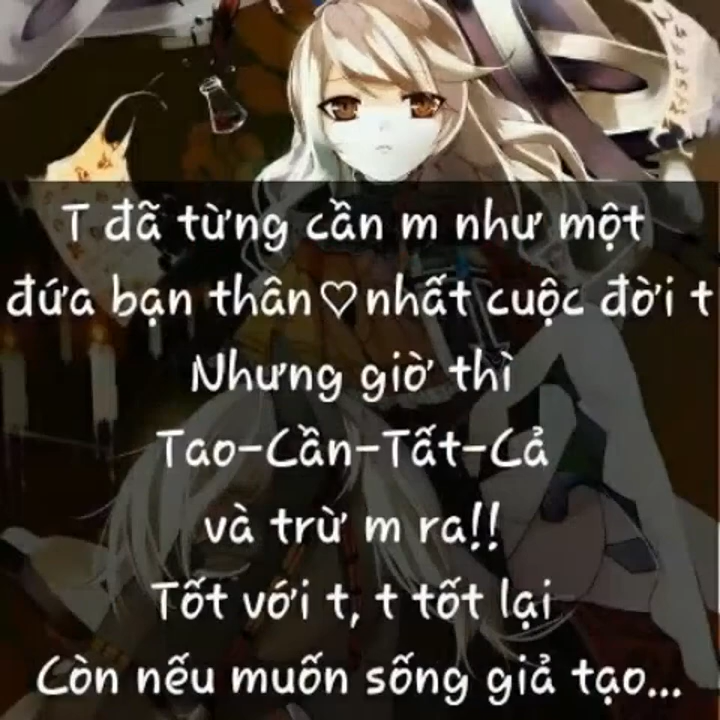 T đã từng cần m như một
đứa bạn thân♡nhất cuộc đời t
Nhưng giờ thì
Tao-Cần-Tất-Cả
và trừ m ra!!
Tốt với t, t tốt lại
Còn nếu muốn sống giả tạo...